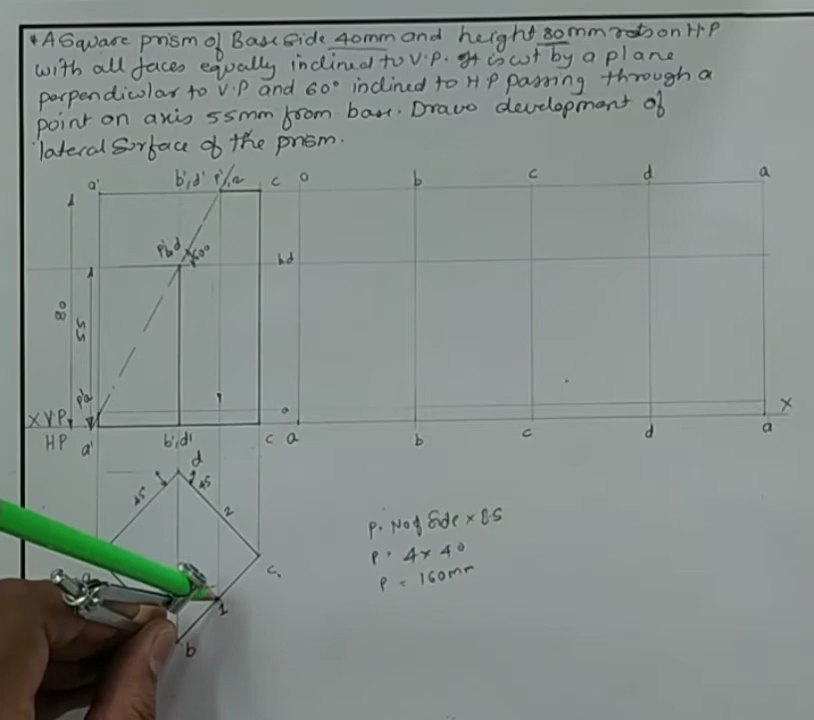 * A Square prism of Base side 40mm and height 80mm rests on H.P
with all faces equally inclined to V.P. It is cut by a plane
perpendicular to V.P and 60° inclined to H P passing through a
point on axis 55mm from base. Draw development of
lateral Surface of the prism.
a' b',d' 1',2 c o b c d a
p'b,d 60° b d
80
55
p'a
X V.P. a X
HP a' b',d' c a b c d a
d
45 45
2
c.
1
b
P. No of Side × B.S
P = 4 × 40
P = 160mm